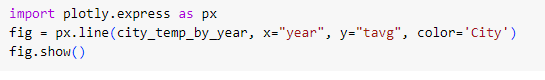 import plotly.express as px
fig = px.line(city_temp_by_year, x="year", y="tavg", color='City')
fig.show()